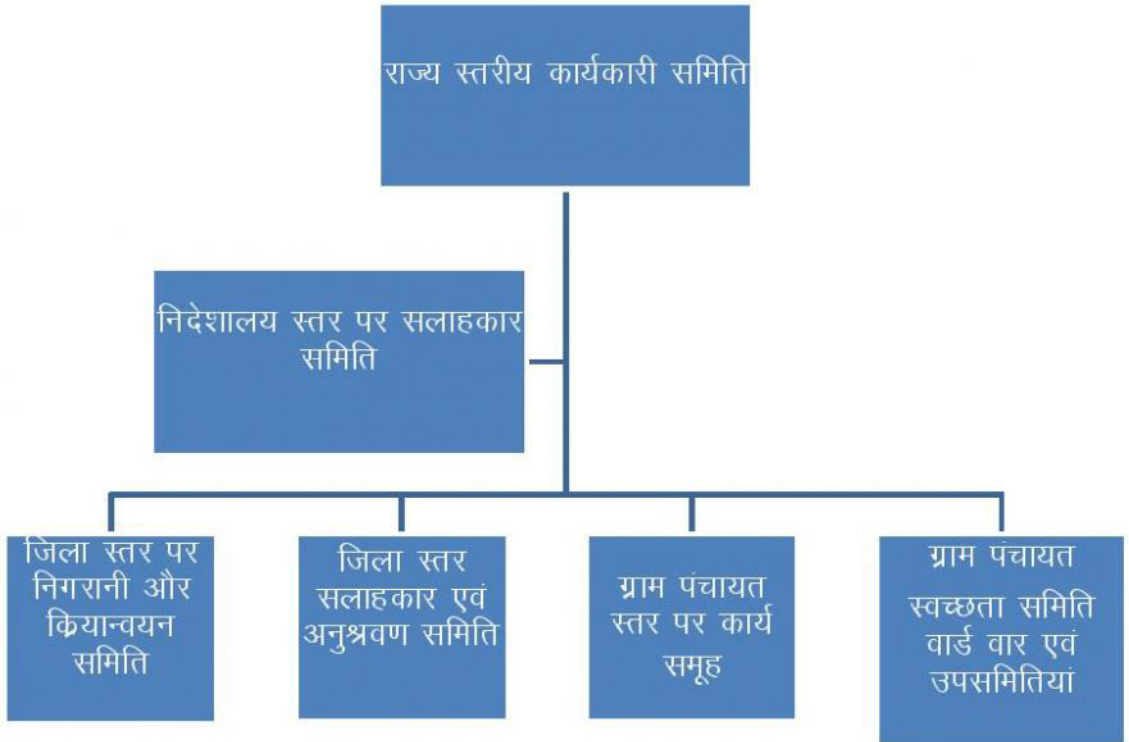 राज्य स्तरीय कार्यकारी समिति
निदेशालय स्तर पर सलाहकार
समिति
जिला स्तर पर
निगरानी और
क्रियान्वयन
समिति
जिला स्तर
सलाहकार एवं
अनुश्रवण समिति
ग्राम पंचायत
स्तर पर कार्य
समूह
ग्राम पंचायत
स्वच्छता समिति
वार्ड वार एवं
उपसमितियां